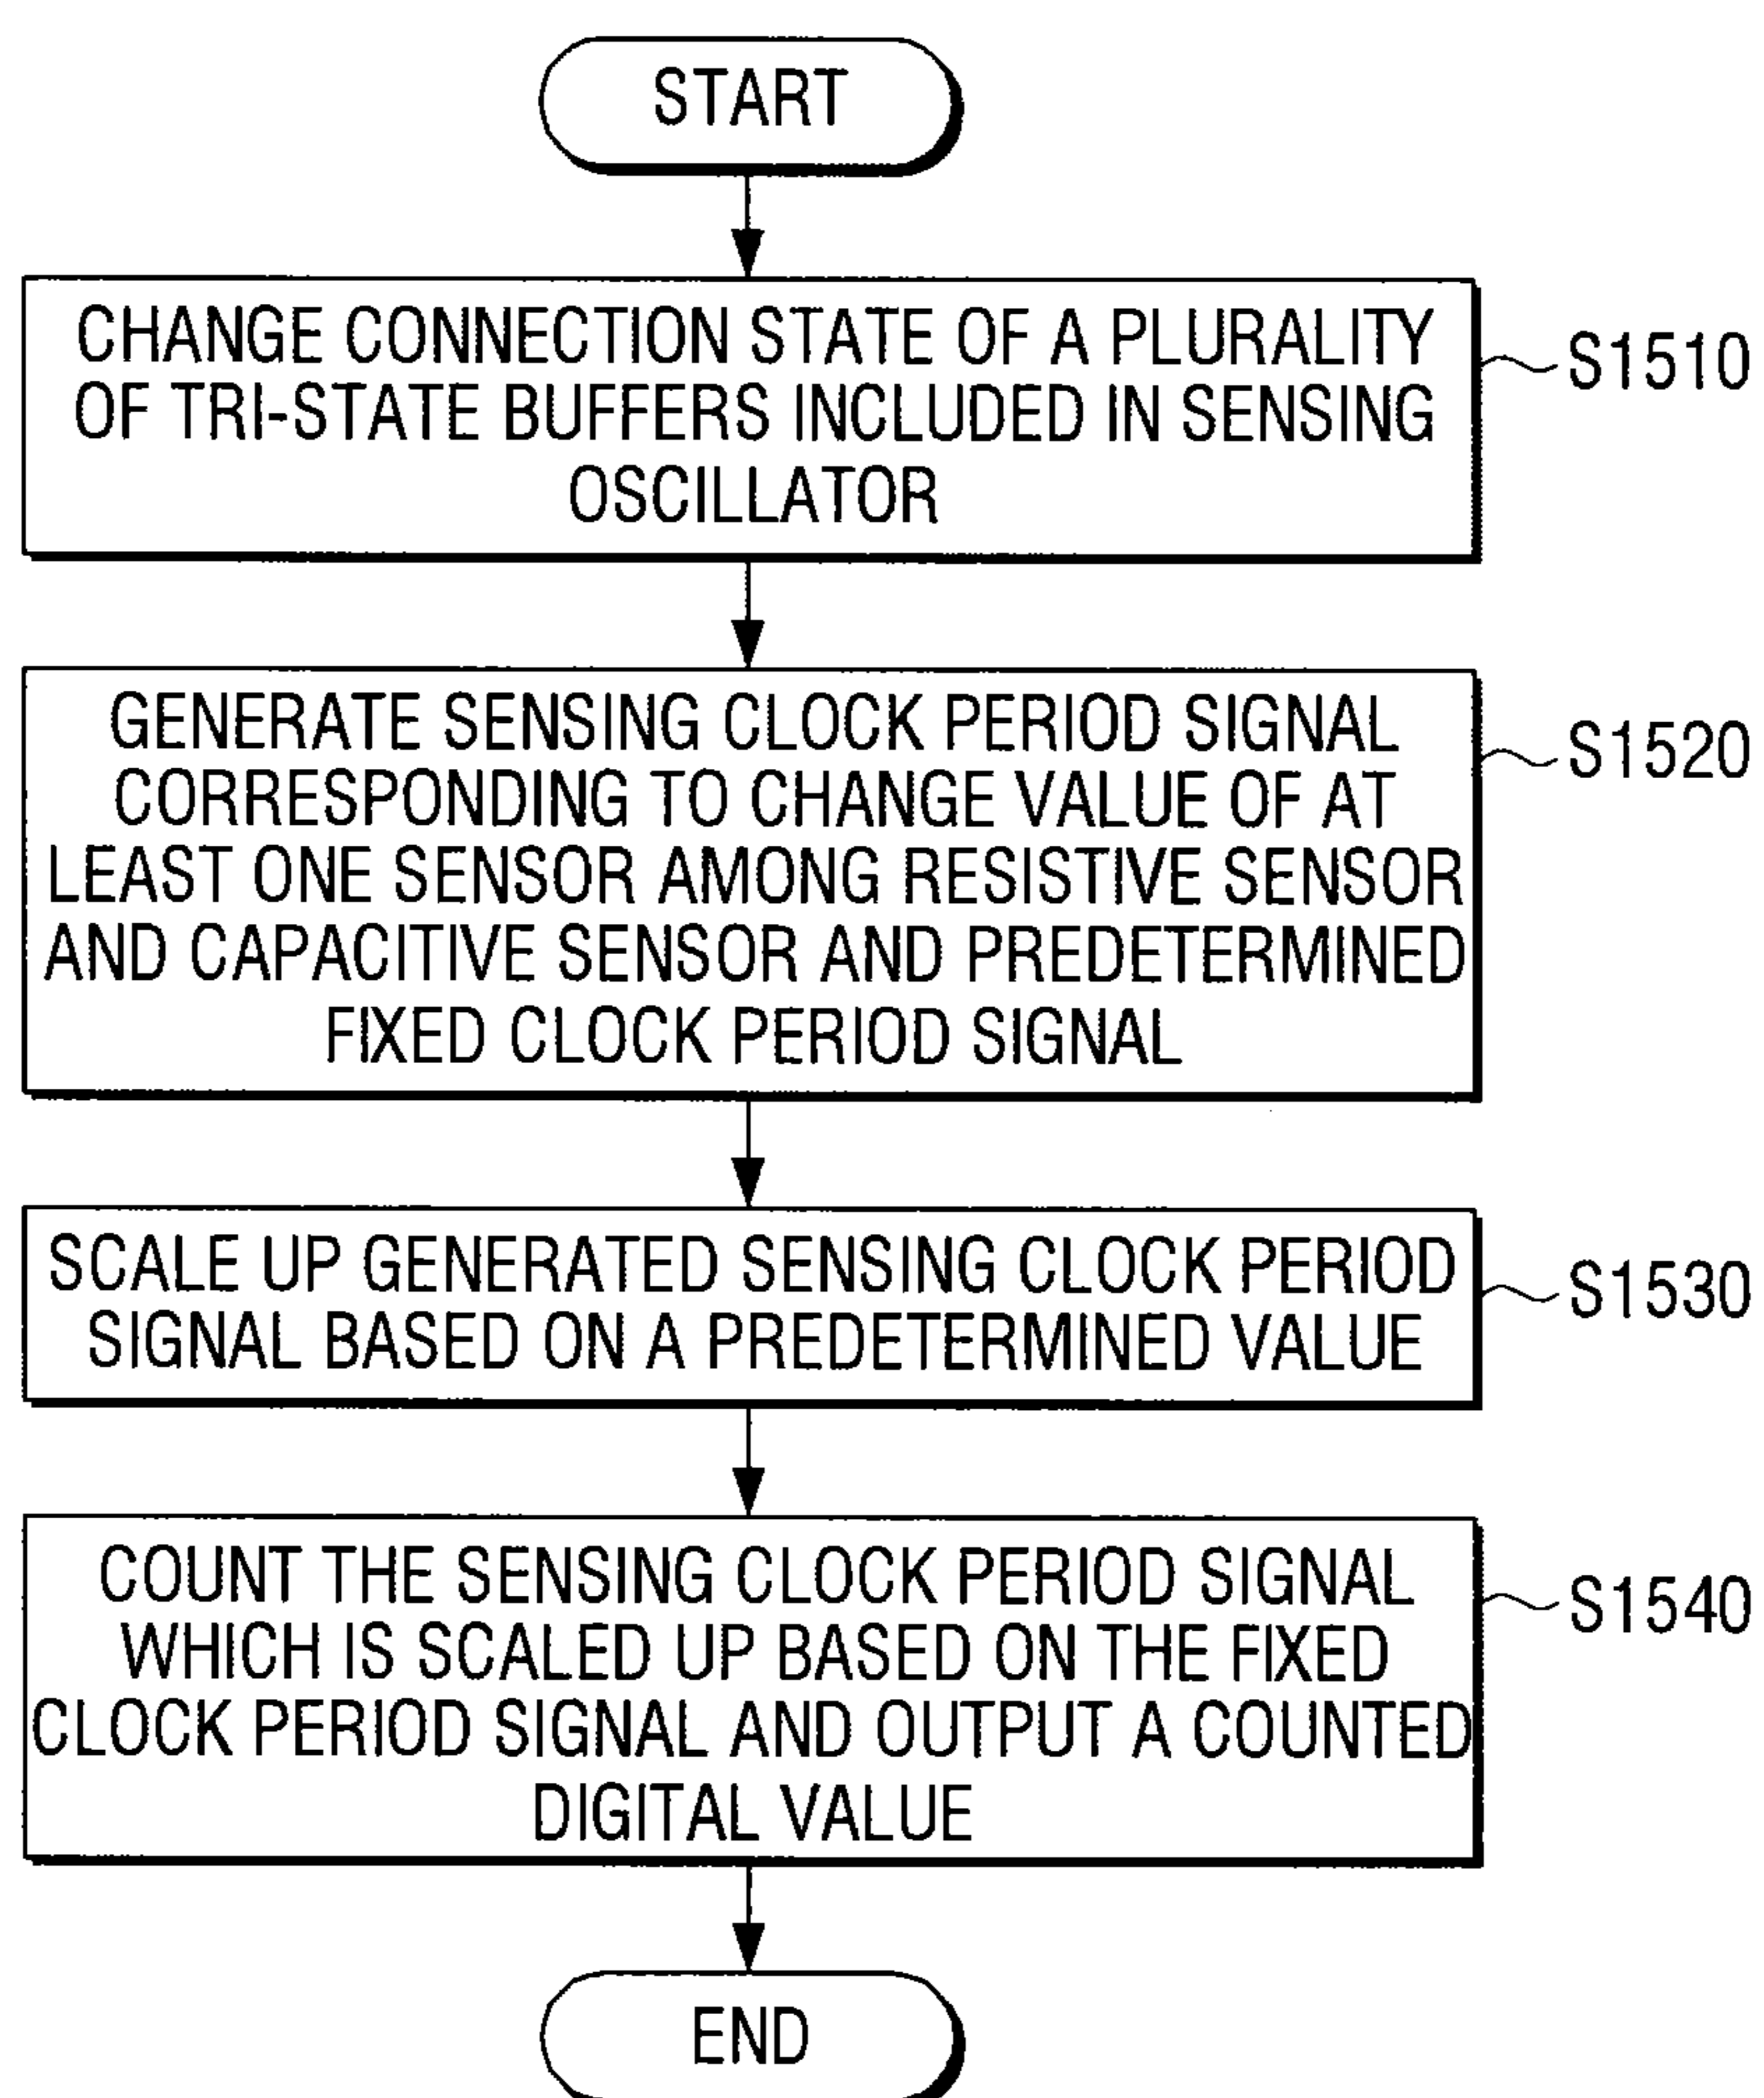 START
CHANGE CONNECTION STATE OF A PLURALITY
OF TRI-STATE BUFFERS INCLUDED IN SENSING
OSCILLATOR
S1510
GENERATE SENSING CLOCK PERIOD SIGNAL
CORRESPONDING TO CHANGE VALUE OF AT
LEAST ONE SENSOR AMONG RESISTIVE SENSOR
AND CAPACITIVE SENSOR AND PREDETERMINED
FIXED CLOCK PERIOD SIGNAL
S1520
SCALE UP GENERATED SENSING CLOCK PERIOD
SIGNAL BASED ON A PREDETERMINED VALUE
S1530
COUNT THE SENSING CLOCK PERIOD SIGNAL
WHICH IS SCALED UP BASED ON THE FIXED
CLOCK PERIOD SIGNAL AND OUTPUT A COUNTED
DIGITAL VALUE
S1540
END